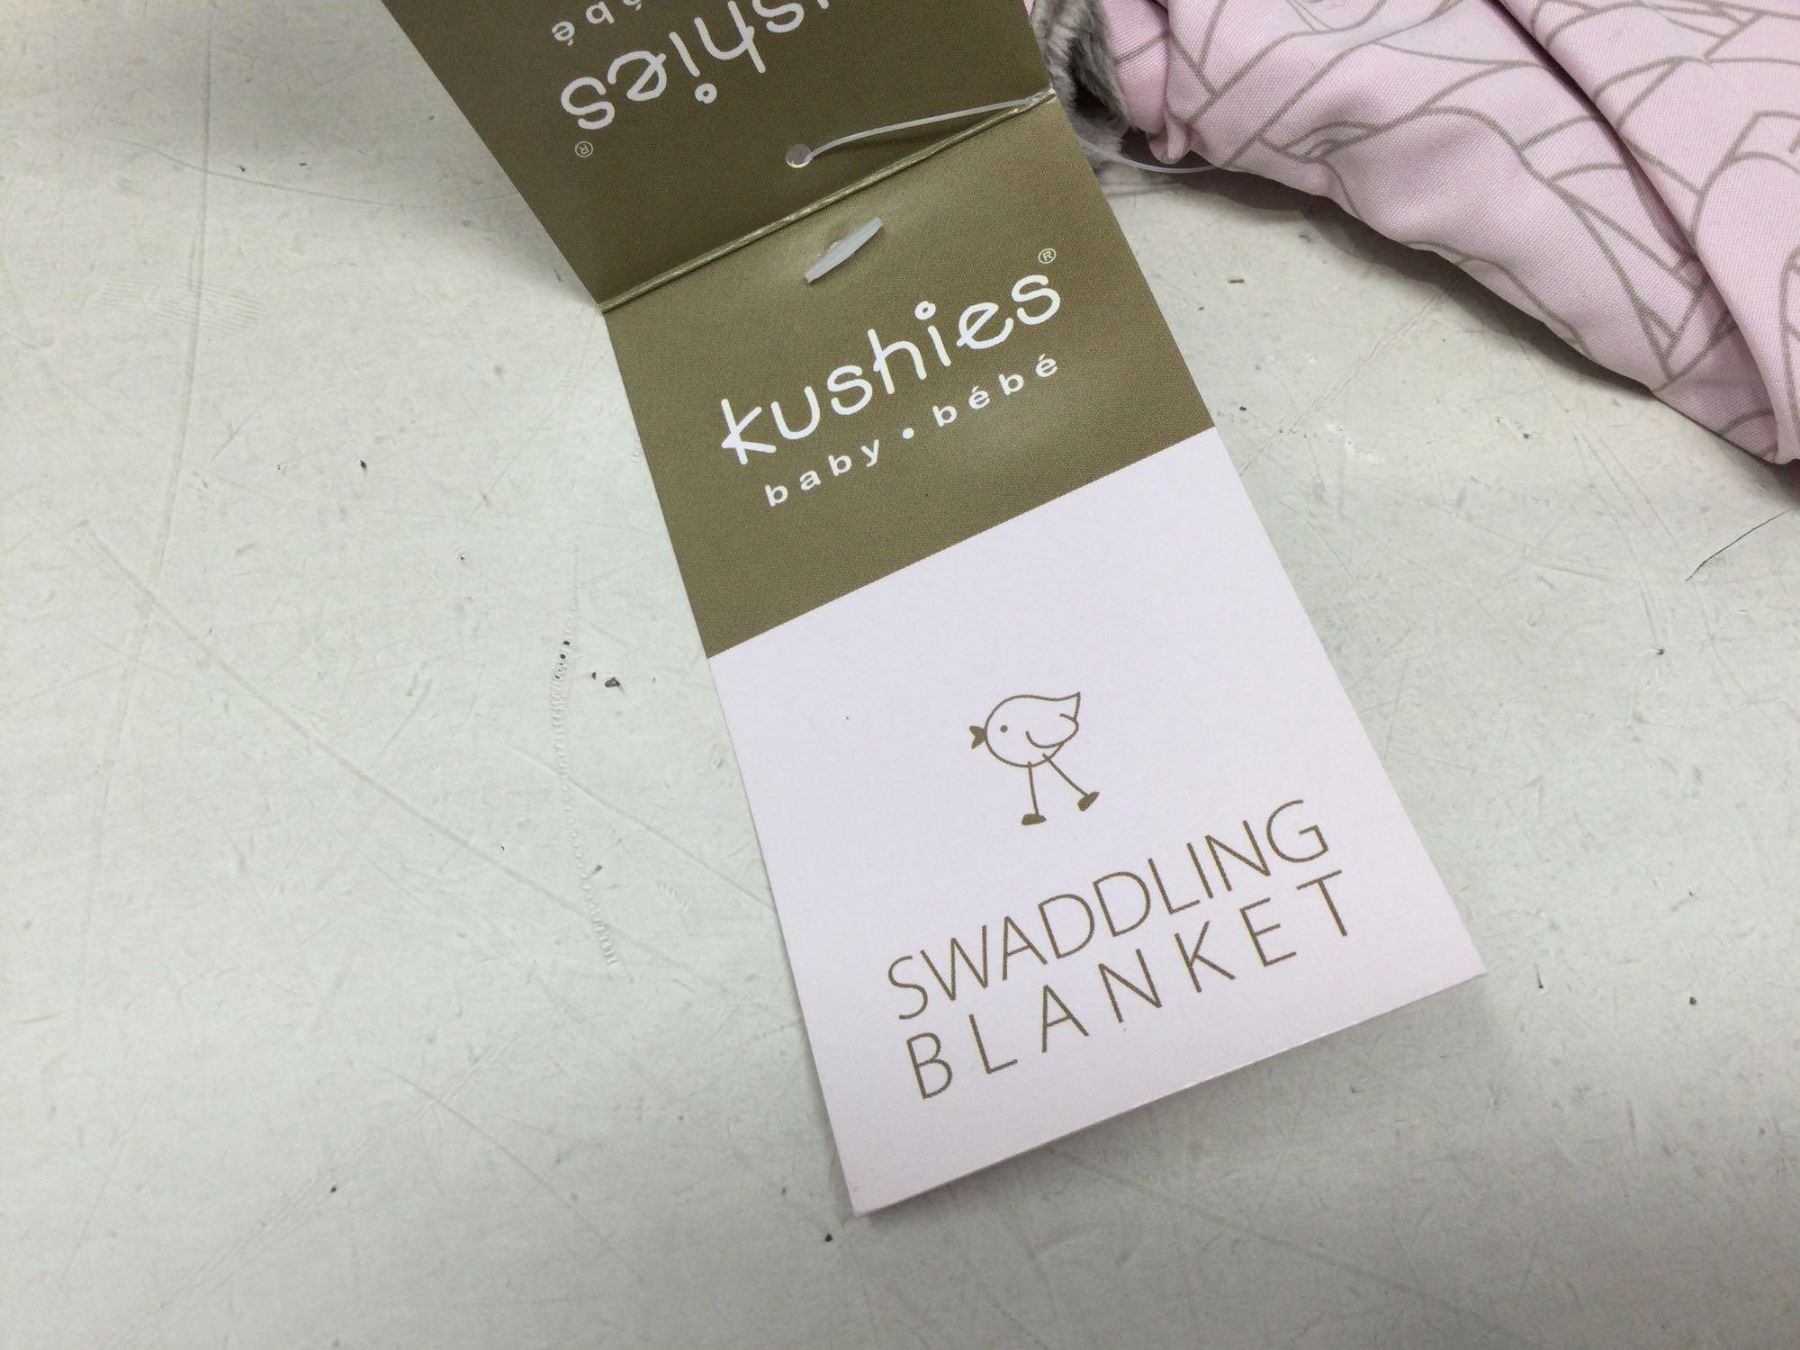 kushies®
baby • bébé
SWADDLING
BLANKET